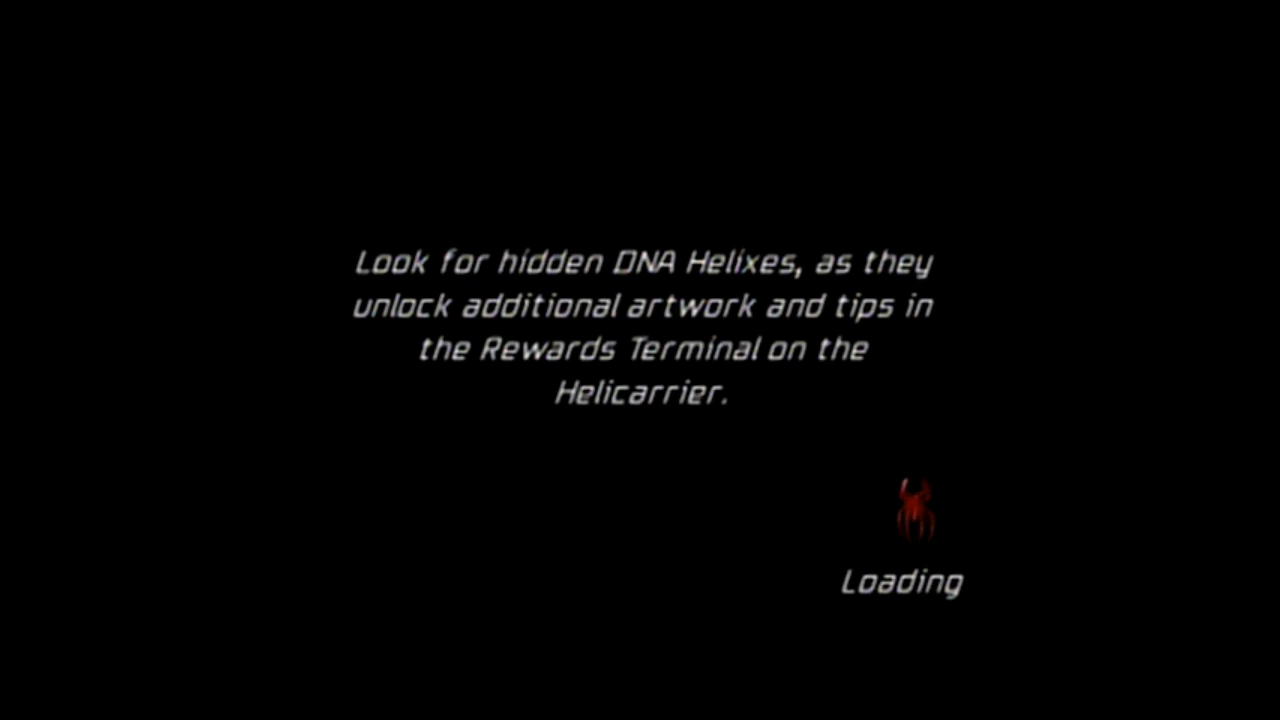 Look for hidden DNA Helixes, as they
unlock additional artwork and tips in
the Rewards Terminal on the
Helicarrier.
Loading